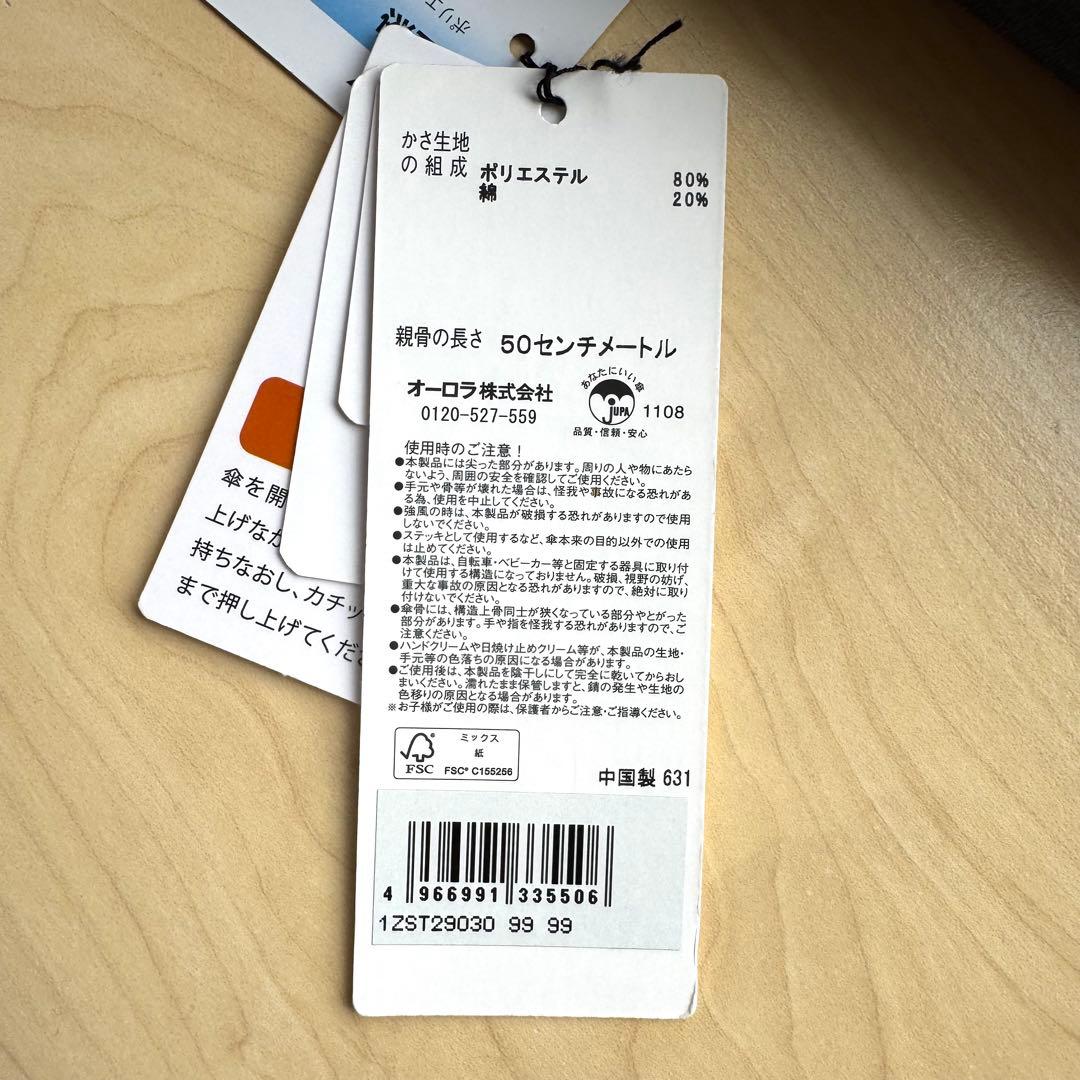 ポリエ
かさ生地
の組成
ポリエステル 80%
綿 20%
親骨の長さ 50センチメートル
オーロラ株式会社
0120-527-559
あなたにいい傘
JUPA
1108
品質・信頼・安心
使用時のご注意!
●本製品には尖った部分があります。周りの人や物にあたら
ないよう、周囲の安全を確認してご使用ください。
●手元や骨等が壊れた場合は、怪我や事故になる恐れがあ
る為、使用を中止してください。
●強風の時は、本製品が破損する恐れがありますので使用
しないでください。
●ステッキとして使用するなど、傘本来の目的以外での使用
は止めてください。
●本製品は、自転車・ベビーカー等と固定する器具に取り付
けて使用する構造になっておりません。破損、視野の妨げ、
重大な事故の原因となる恐れがありますので、絶対に取り
付けないでください。
●傘骨には、構造上骨同士が狭くなっている部分やとがった
部分があります。手や指を怪我する恐れがありますので、ご
注意ください。
●ハンドクリームや日焼け止めクリーム等が、本製品の生地・
手元等の色落ちの原因になる場合があります。
●ご使用後は、本製品を陰干しにして完全に乾いてからおし
まいください。濡れたまま保管しますと、錆の発生や生地の
色移りの原因となる場合があります。
※お子様がご使用の際は、保護者からご注意・ご指導ください。
ミックス
紙
FSC
FSC® C155256
中国製 631
4 966991 335506
1ZST29030 99 99
傘を開
上げなが
持ちなおし、カチッ
まで押し上げてくだ